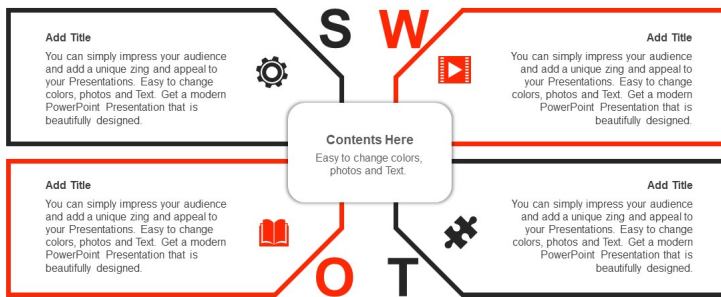 S
Add Title
You can simply impress your audience
and add a unique zing and appeal to
your Presentations. Easy to change
colors, photos and Text. Get a modern
PowerPoint Presentation that is
beautifully designed.
W
Add Title
You can simply impress your audience
and add a unique zing and appeal to
your Presentations. Easy to change
colors, photos and Text. Get a modern
PowerPoint Presentation that is
beautifully designed.
Contents Here
Easy to change colors,
photos and Text.
Add Title
You can simply impress your audience
and add a unique zing and appeal to
your Presentations. Easy to change
colors, photos and Text. Get a modern
PowerPoint Presentation that is
beautifully designed.
O
Add Title
You can simply impress your audience
and add a unique zing and appeal to
your Presentations. Easy to change
colors, photos and Text. Get a modern
PowerPoint Presentation that is
beautifully designed.
T